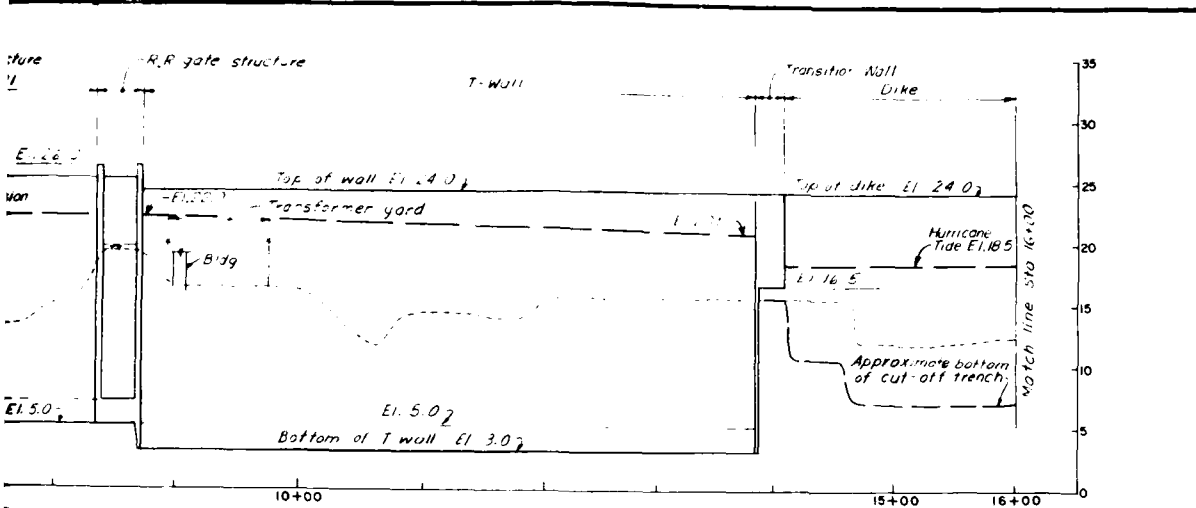 R.R gate structure
T-Wall
Transition Wall
Dike
35
30
25
20
15
10
5
0
Top of wall El. 24.0
Top of dike El. 24.0
Transformer yard
Bldg
Hurricane
Tide El. 18.5
El. 16.5
Match line sta 16+00
Approximate bottom
of cut-off trench
El. 5.0
El. 5.0
Bottom of T wall El. 3.0
10+00
15+00
16+00